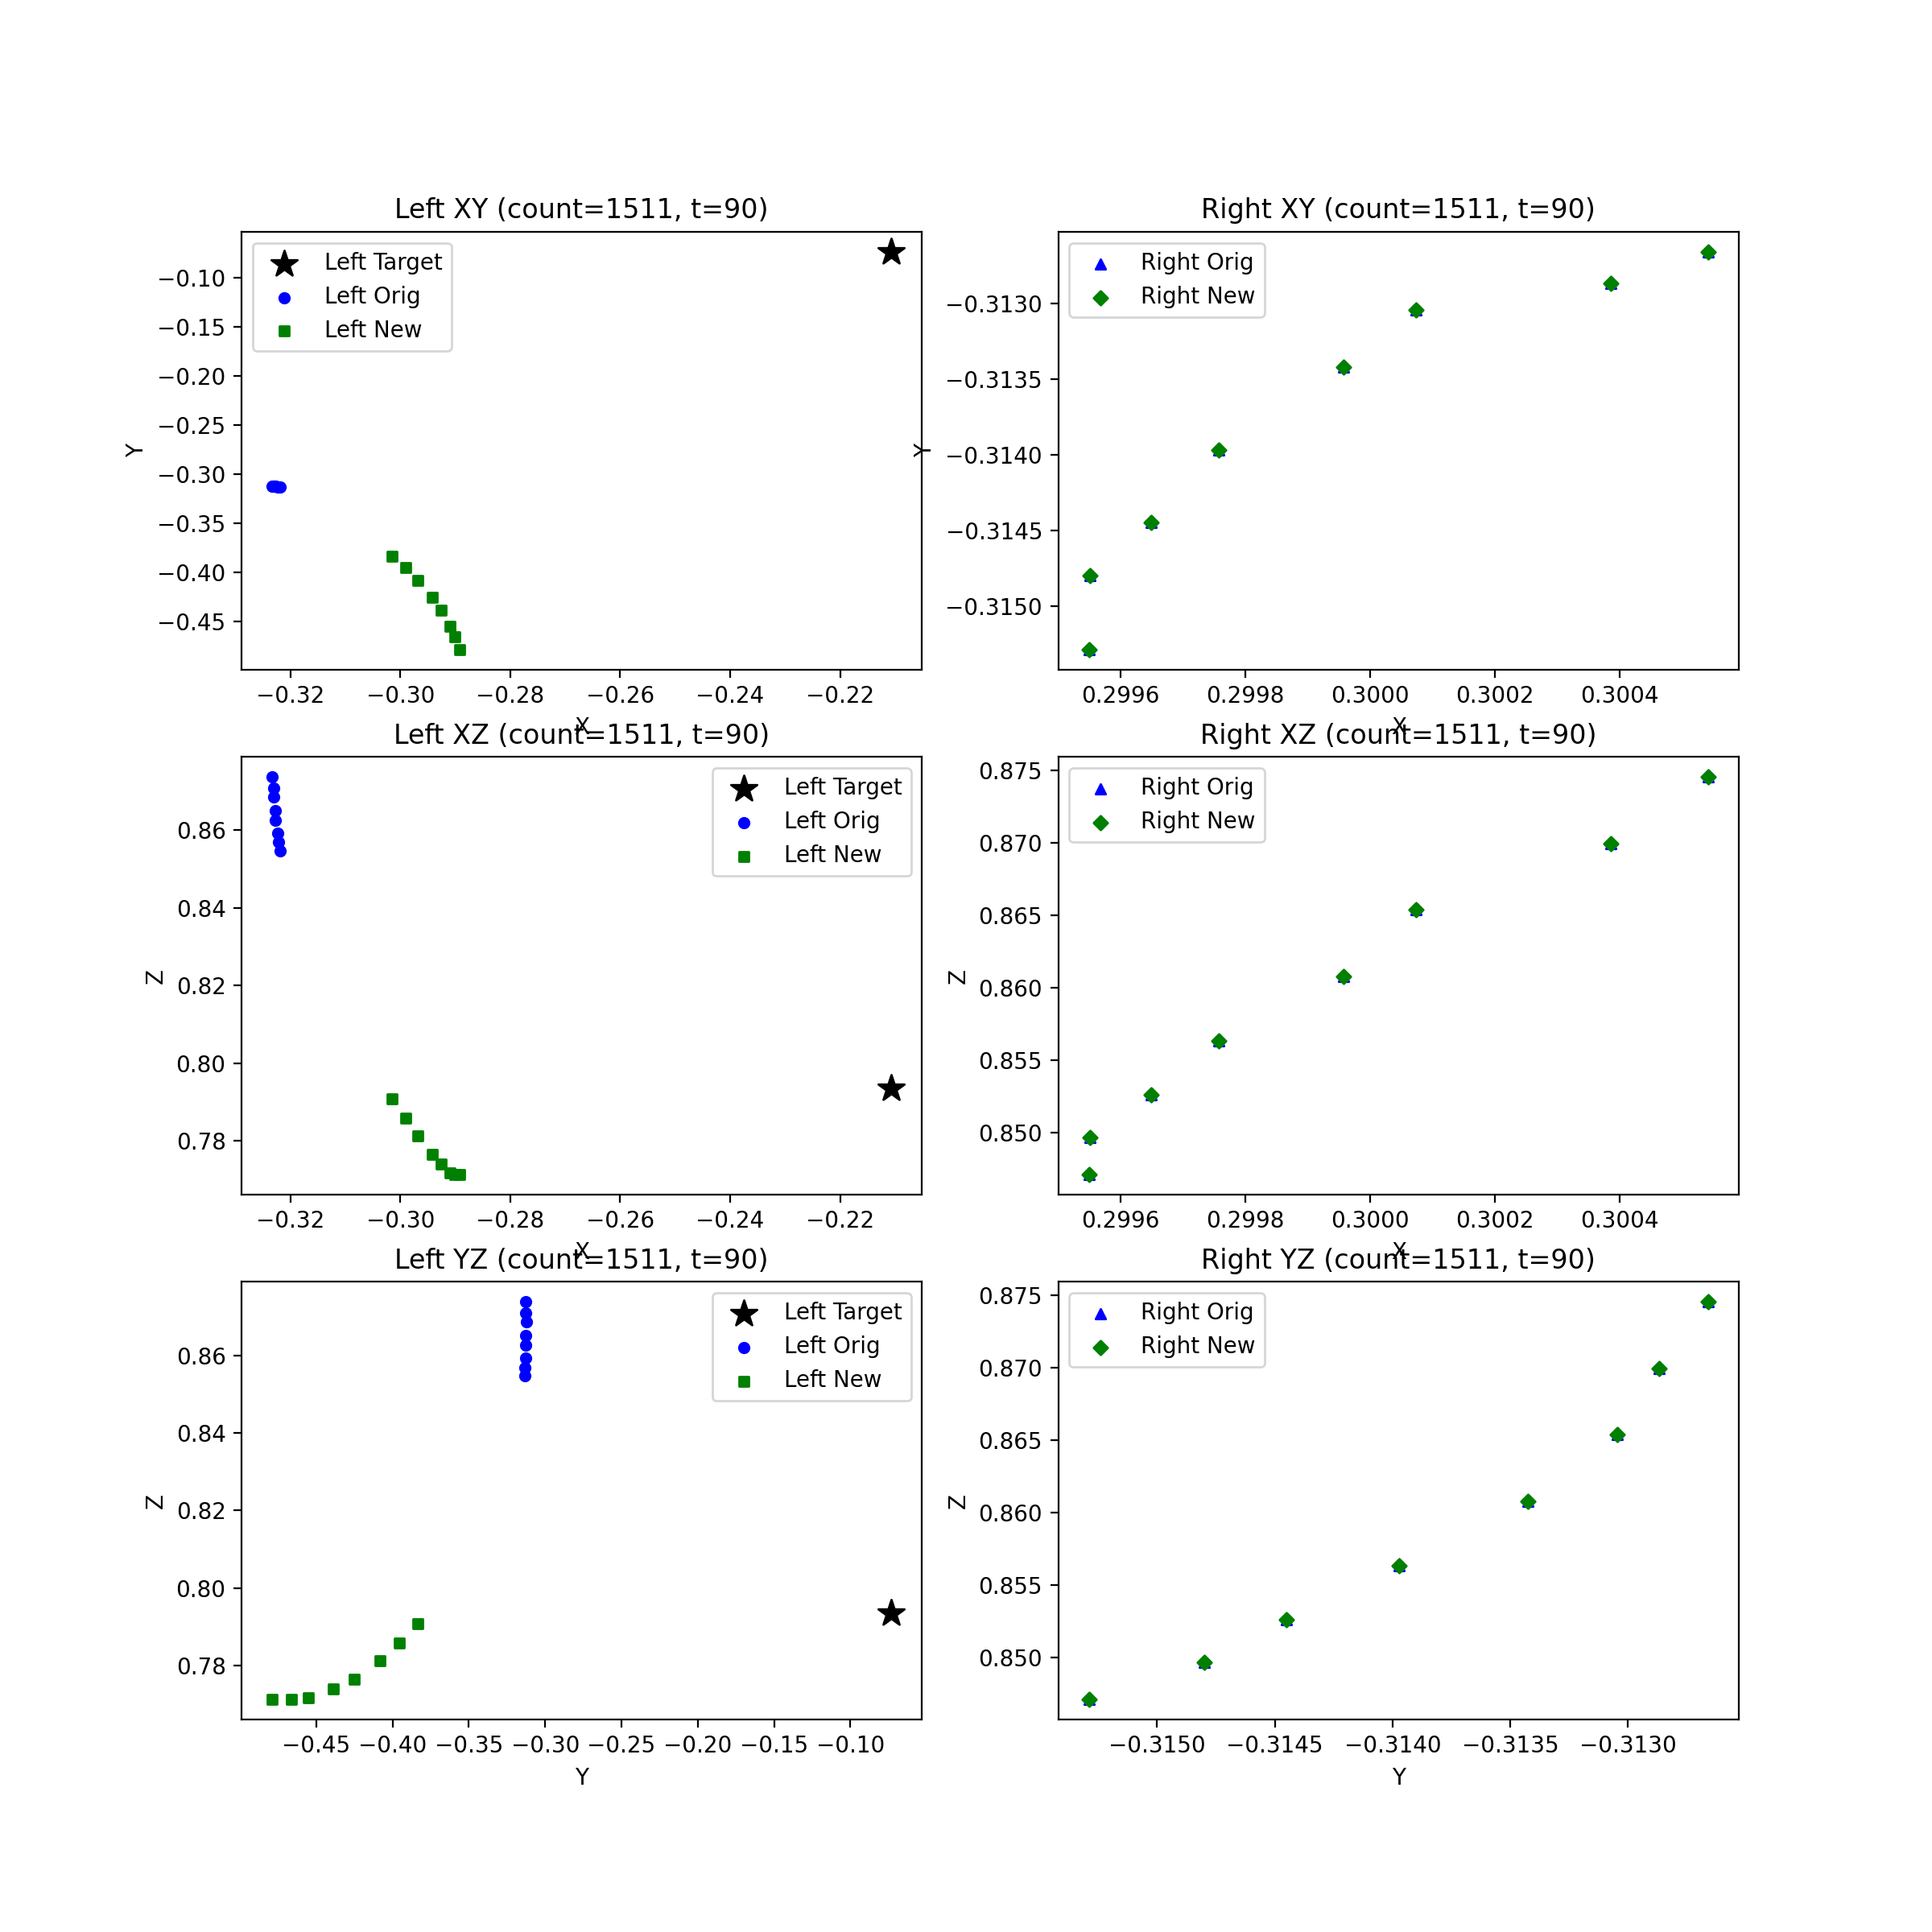 Left XY (count=1511, t=90)
Left Target
Left Orig
Left New
−0.10
−0.15
−0.20
−0.25
−0.30
−0.35
−0.40
−0.45
Y
−0.32 −0.30 −0.28 −0.26 −0.24 −0.22
X
Right XY (count=1511, t=90)
Right Orig
Right New
−0.3130
−0.3135
−0.3140
−0.3145
−0.3150
Y
0.2996 0.2998 0.3000 0.3002 0.3004
X
Left XZ (count=1511, t=90)
Left Target
Left Orig
Left New
0.86
0.84
0.82
0.80
0.78
Z
−0.32 −0.30 −0.28 −0.26 −0.24 −0.22
X
Right XZ (count=1511, t=90)
Right Orig
Right New
0.875
0.870
0.865
0.860
0.855
0.850
Z
0.2996 0.2998 0.3000 0.3002 0.3004
X
Left YZ (count=1511, t=90)
Left Target
Left Orig
Left New
0.86
0.84
0.82
0.80
0.78
Z
−0.45 −0.40 −0.35 −0.30 −0.25 −0.20 −0.15 −0.10
Y
Right YZ (count=1511, t=90)
Right Orig
Right New
0.875
0.870
0.865
0.860
0.855
0.850
Z
−0.3150 −0.3145 −0.3140 −0.3135 −0.3130
Y